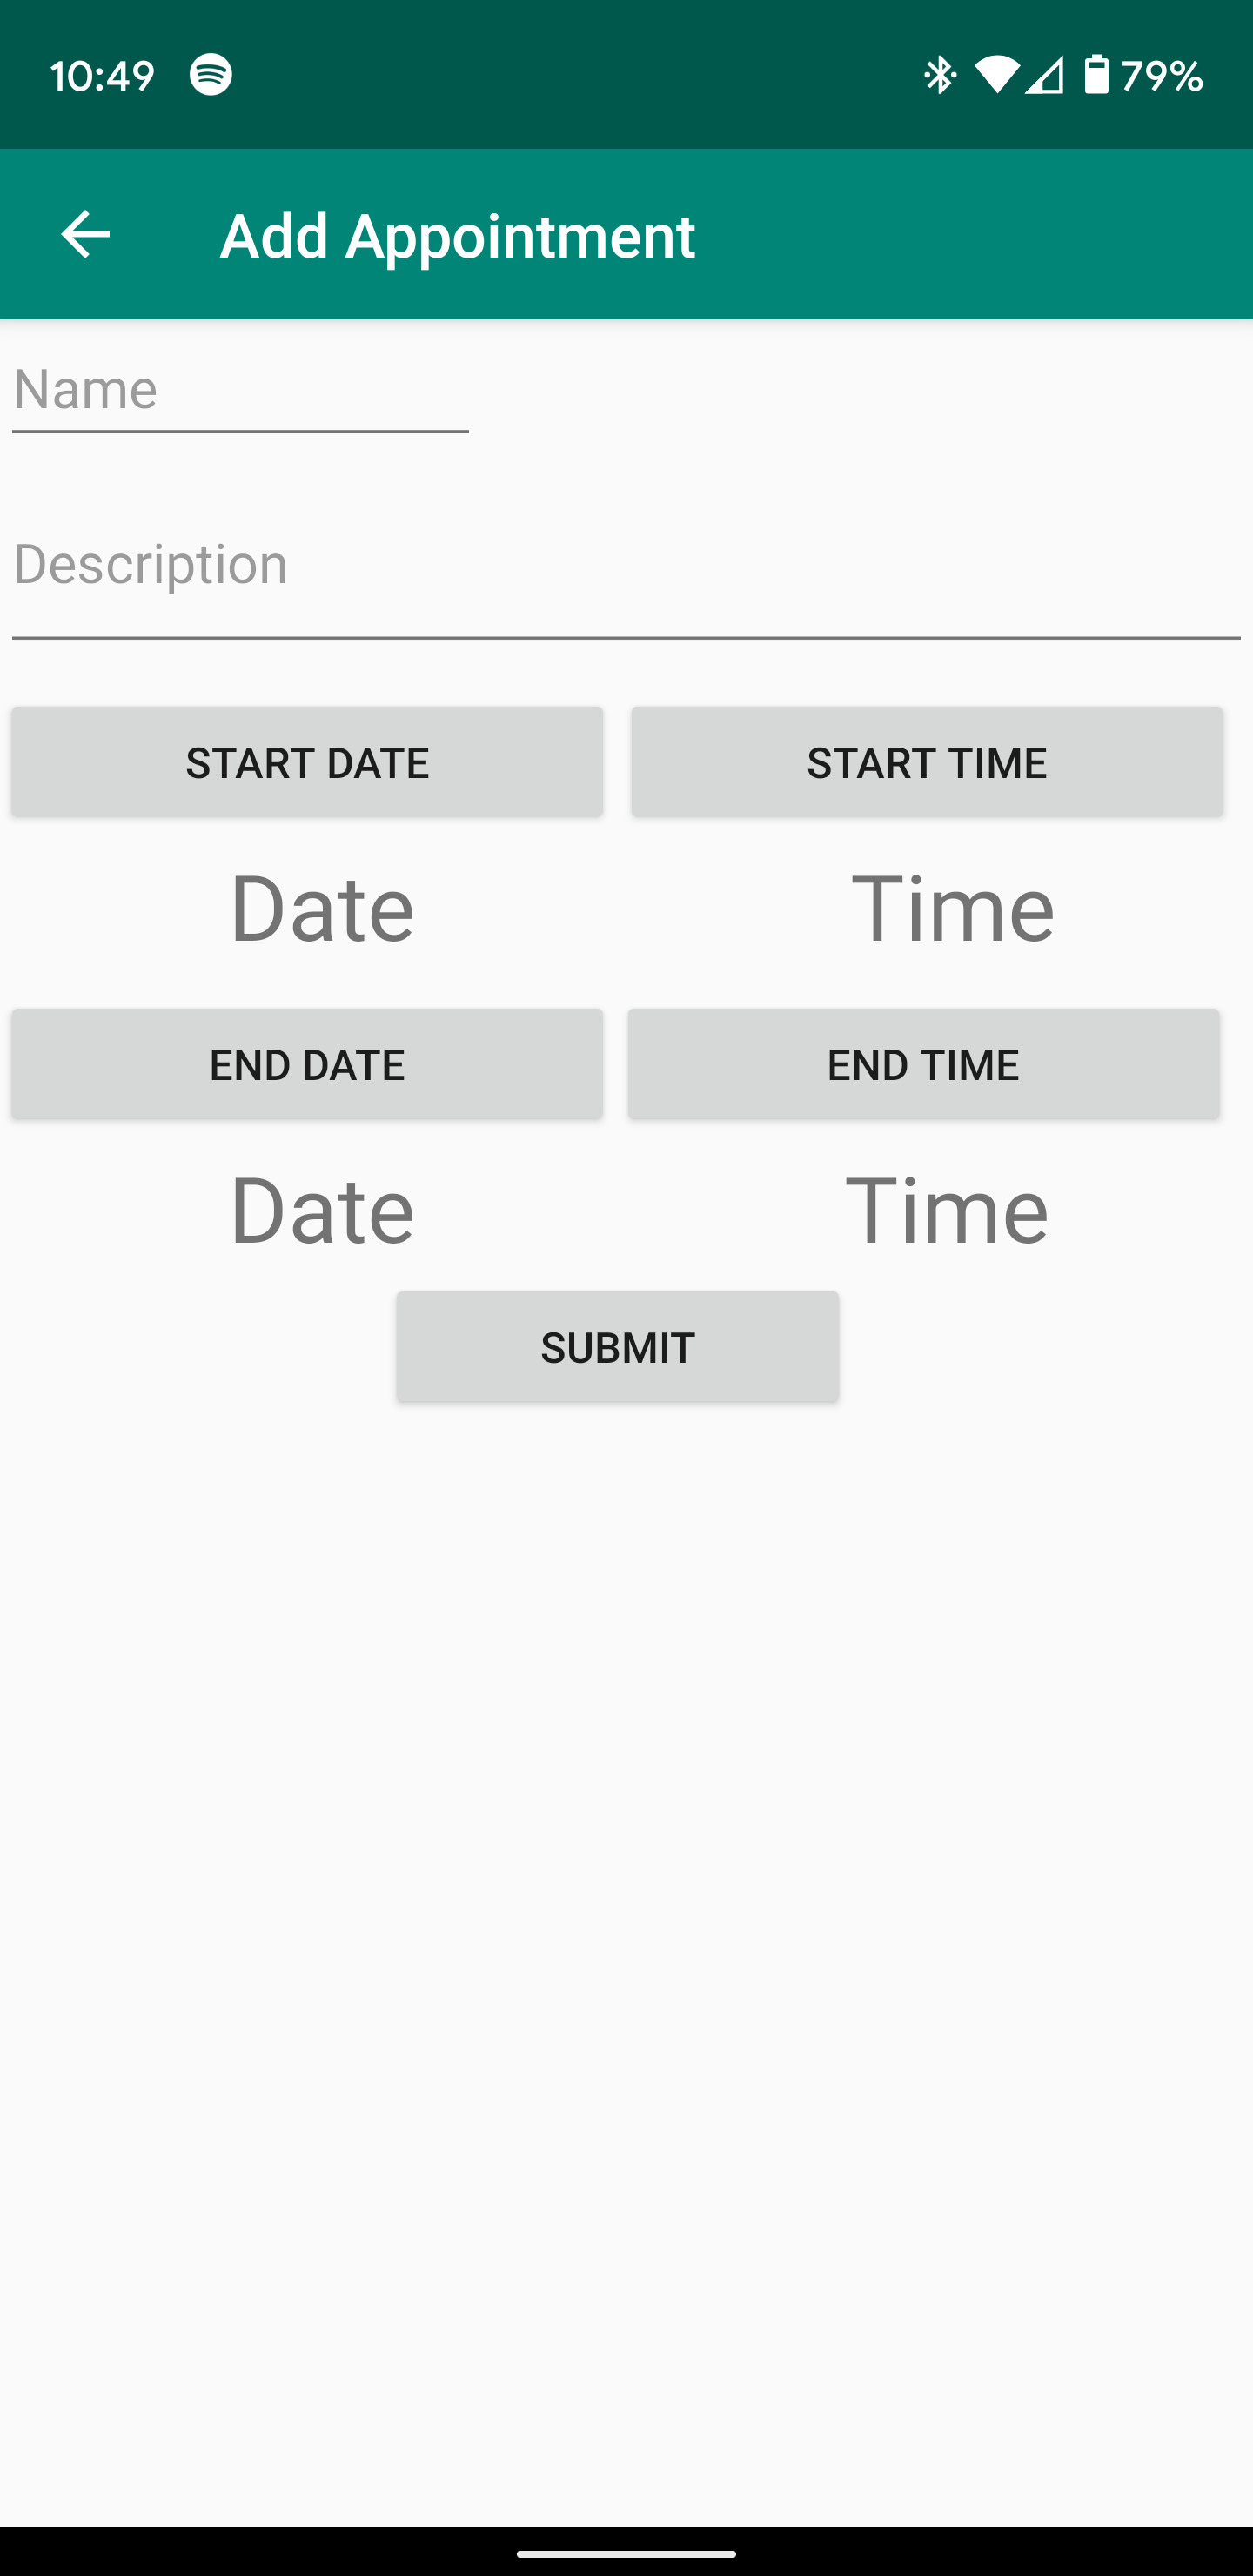 10:49 79%
Add Appointment
Name
Description
START DATE START TIME
Date Time
END DATE END TIME
Date Time
SUBMIT